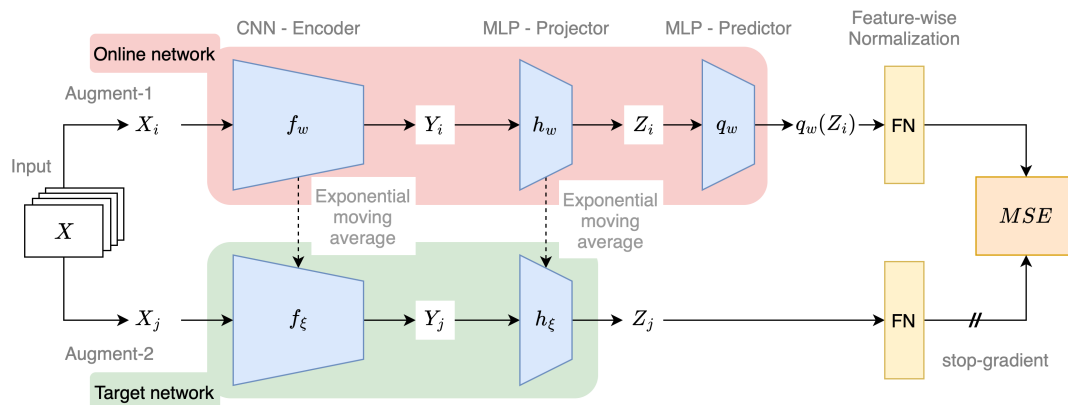 CNN - Encoder
MLP - Projector
MLP - Predictor
Feature-wise
Normalization
Online network
Augment-1
X_i
f_w
Y_i
h_w
Z_i
q_w
q_w(Z_i)
FN
Input
X
Exponential
moving
average
Exponential
moving
average
MSE
X_j
f_ξ
Y_j
h_ξ
Z_j
FN
Augment-2
stop-gradient
Target network